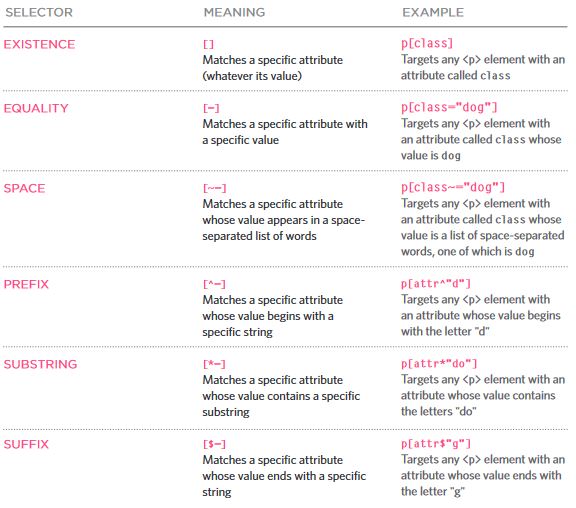 SELECTOR MEANING EXAMPLE
EXISTENCE [] p[class]
Matches a specific attribute Targets any <p> element with an
(whatever its value) attribute called class
EQUALITY [=] p[class="dog"]
Matches a specific attribute with Targets any <p> element with
a specific value an attribute called class whose
value is dog
SPACE [~=] p[class~="dog"]
Matches a specific attribute Targets any <p> element with
whose value appears in a space- an attribute called class whose
separated list of words value is a list of space-separated
words, one of which is dog
PREFIX [^=] p[attr^"d"]
Matches a specific attribute Targets any <p> element with
whose value begins with a an attribute whose value begins
specific string with the letter "d"
SUBSTRING [*=] p[attr*"do"]
Matches a specific attribute Targets any <p> element with an
whose value contains a specific attribute whose value contains
substring the letters "do"
SUFFIX [$=] p[attr$"g"]
Matches a specific attribute Targets any <p> element with an
whose value ends with a specific attribute whose value ends with
string the letter "g"